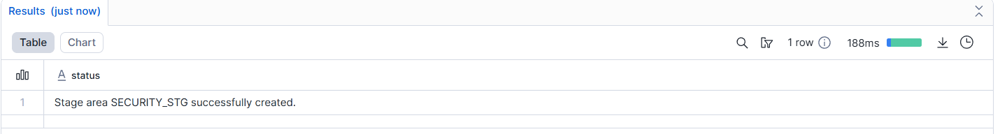 Results (just now)
Table Chart 1 row 188ms
A status
1 Stage area SECURITY_STG successfully created.